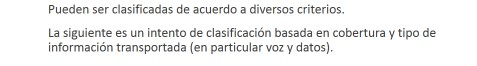 Pueden ser clasificadas de acuerdo a diversos criterios.
La siguiente es un intento de clasificación basada en cobertura y tipo de
información transportada (en particular voz y datos).